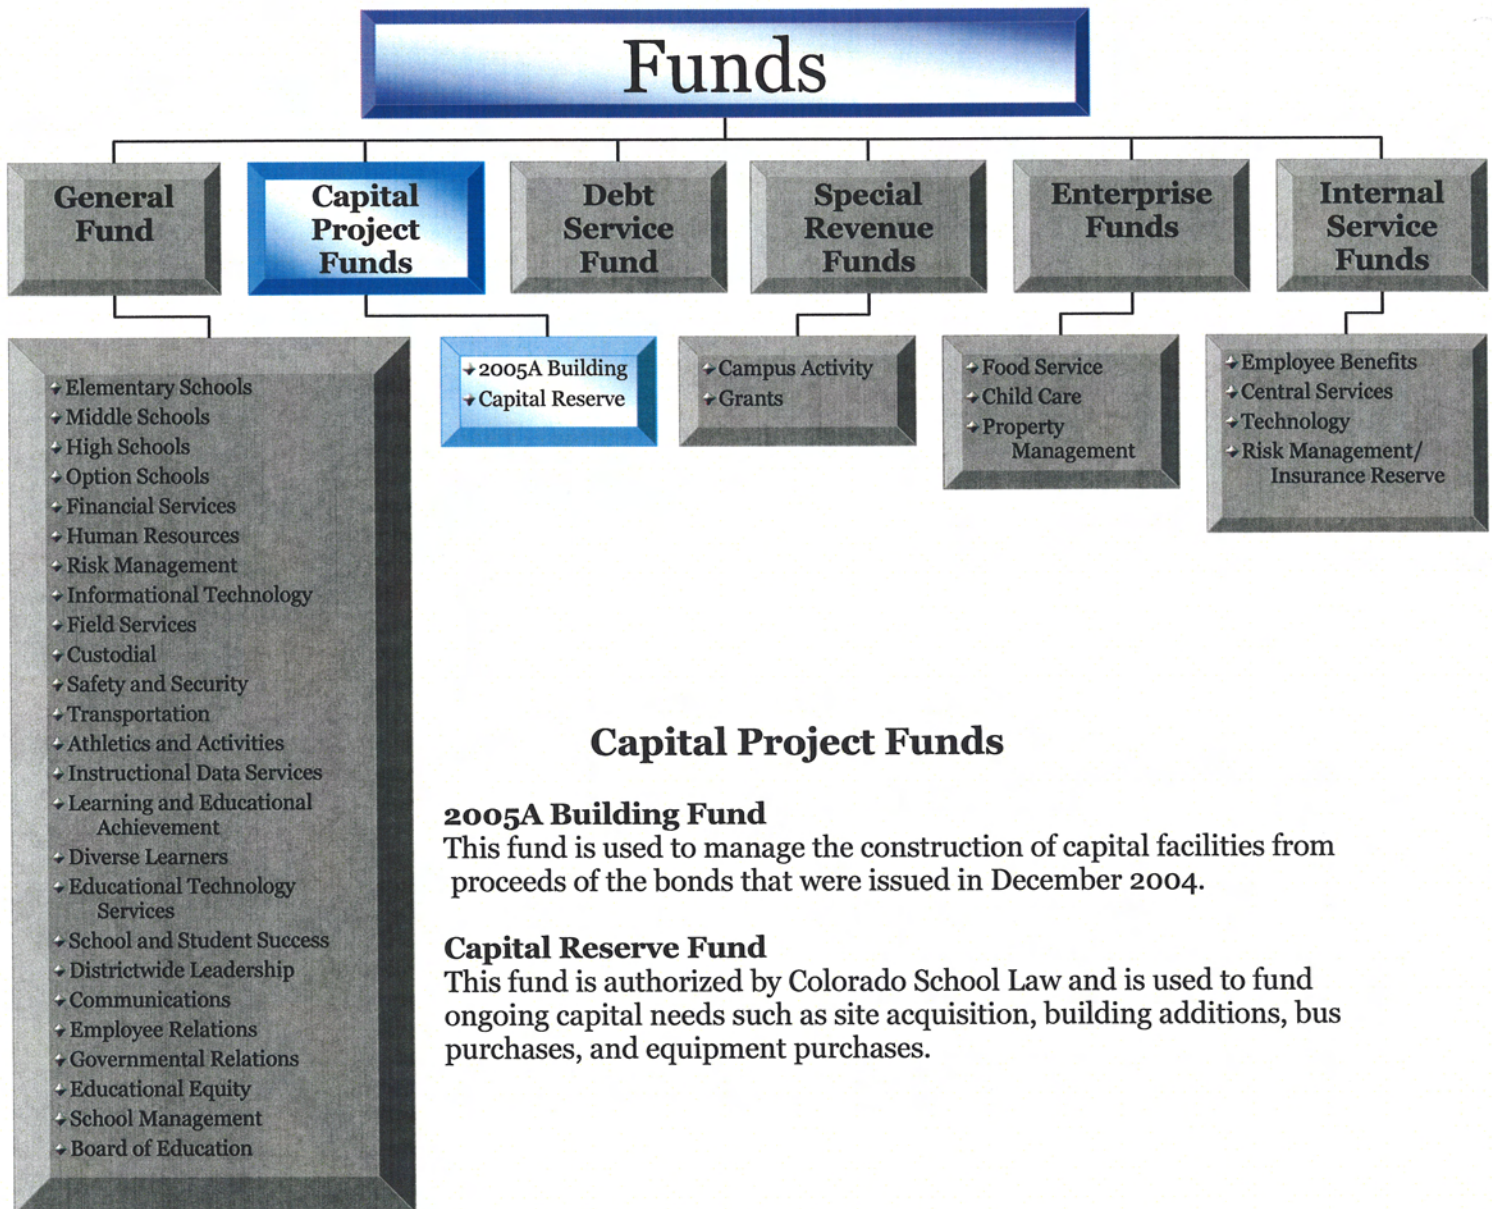 Funds
General
Fund
Capital
Project
Funds
Debt
Service
Fund
Special
Revenue
Funds
Enterprise
Funds
Internal
Service
Funds
Elementary Schools
Middle Schools
High Schools
Option Schools
Financial Services
Human Resources
Risk Management
Informational Technology
Field Services
Custodial
Safety and Security
Transportation
Athletics and Activities
Instructional Data Services
Learning and Educational
Achievement
Diverse Learners
Educational Technology
Services
School and Student Success
Districtwide Leadership
Communications
Employee Relations
Governmental Relations
Educational Equity
School Management
Board of Education
2005A Building
Capital Reserve
Campus Activity
Grants
Food Service
Child Care
Property
Management
Employee Benefits
Central Services
Technology
Risk Management/
Insurance Reserve
Capital Project Funds
2005A Building Fund
This fund is used to manage the construction of capital facilities from
proceeds of the bonds that were issued in December 2004.
Capital Reserve Fund
This fund is authorized by Colorado School Law and is used to fund
ongoing capital needs such as site acquisition, building additions, bus
purchases, and equipment purchases.